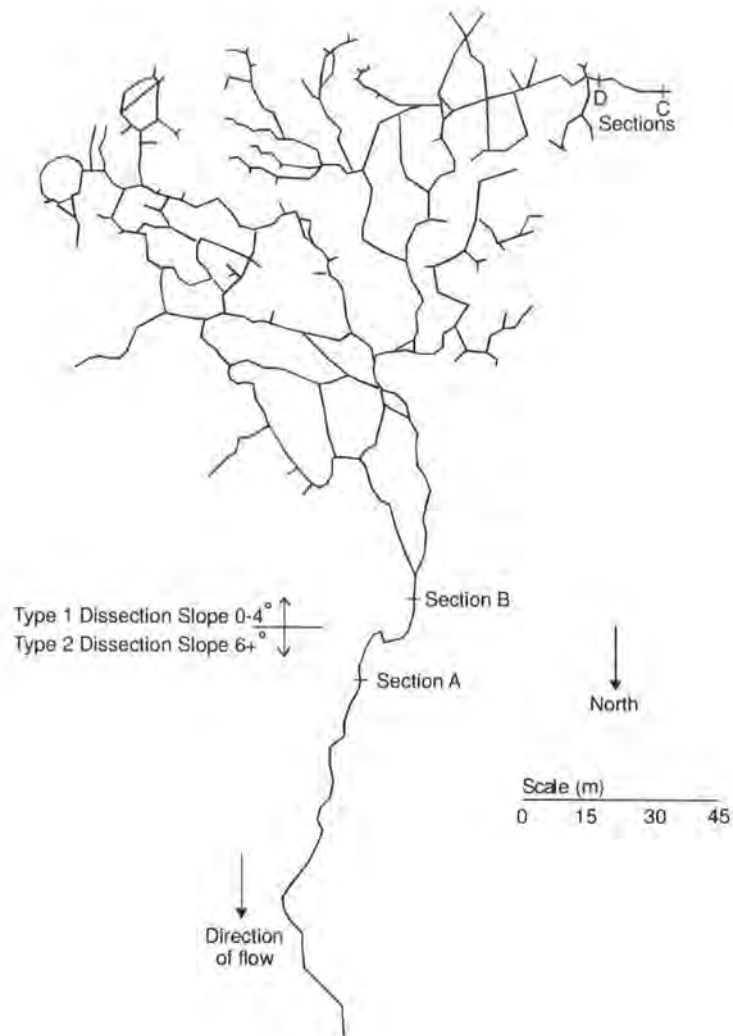 D
C
Sections
Type 1 Dissection Slope 0-4°
Type 2 Dissection Slope 6+°
Section B
Section A
North
Scale (m)
0 15 30 45
Direction
of flow